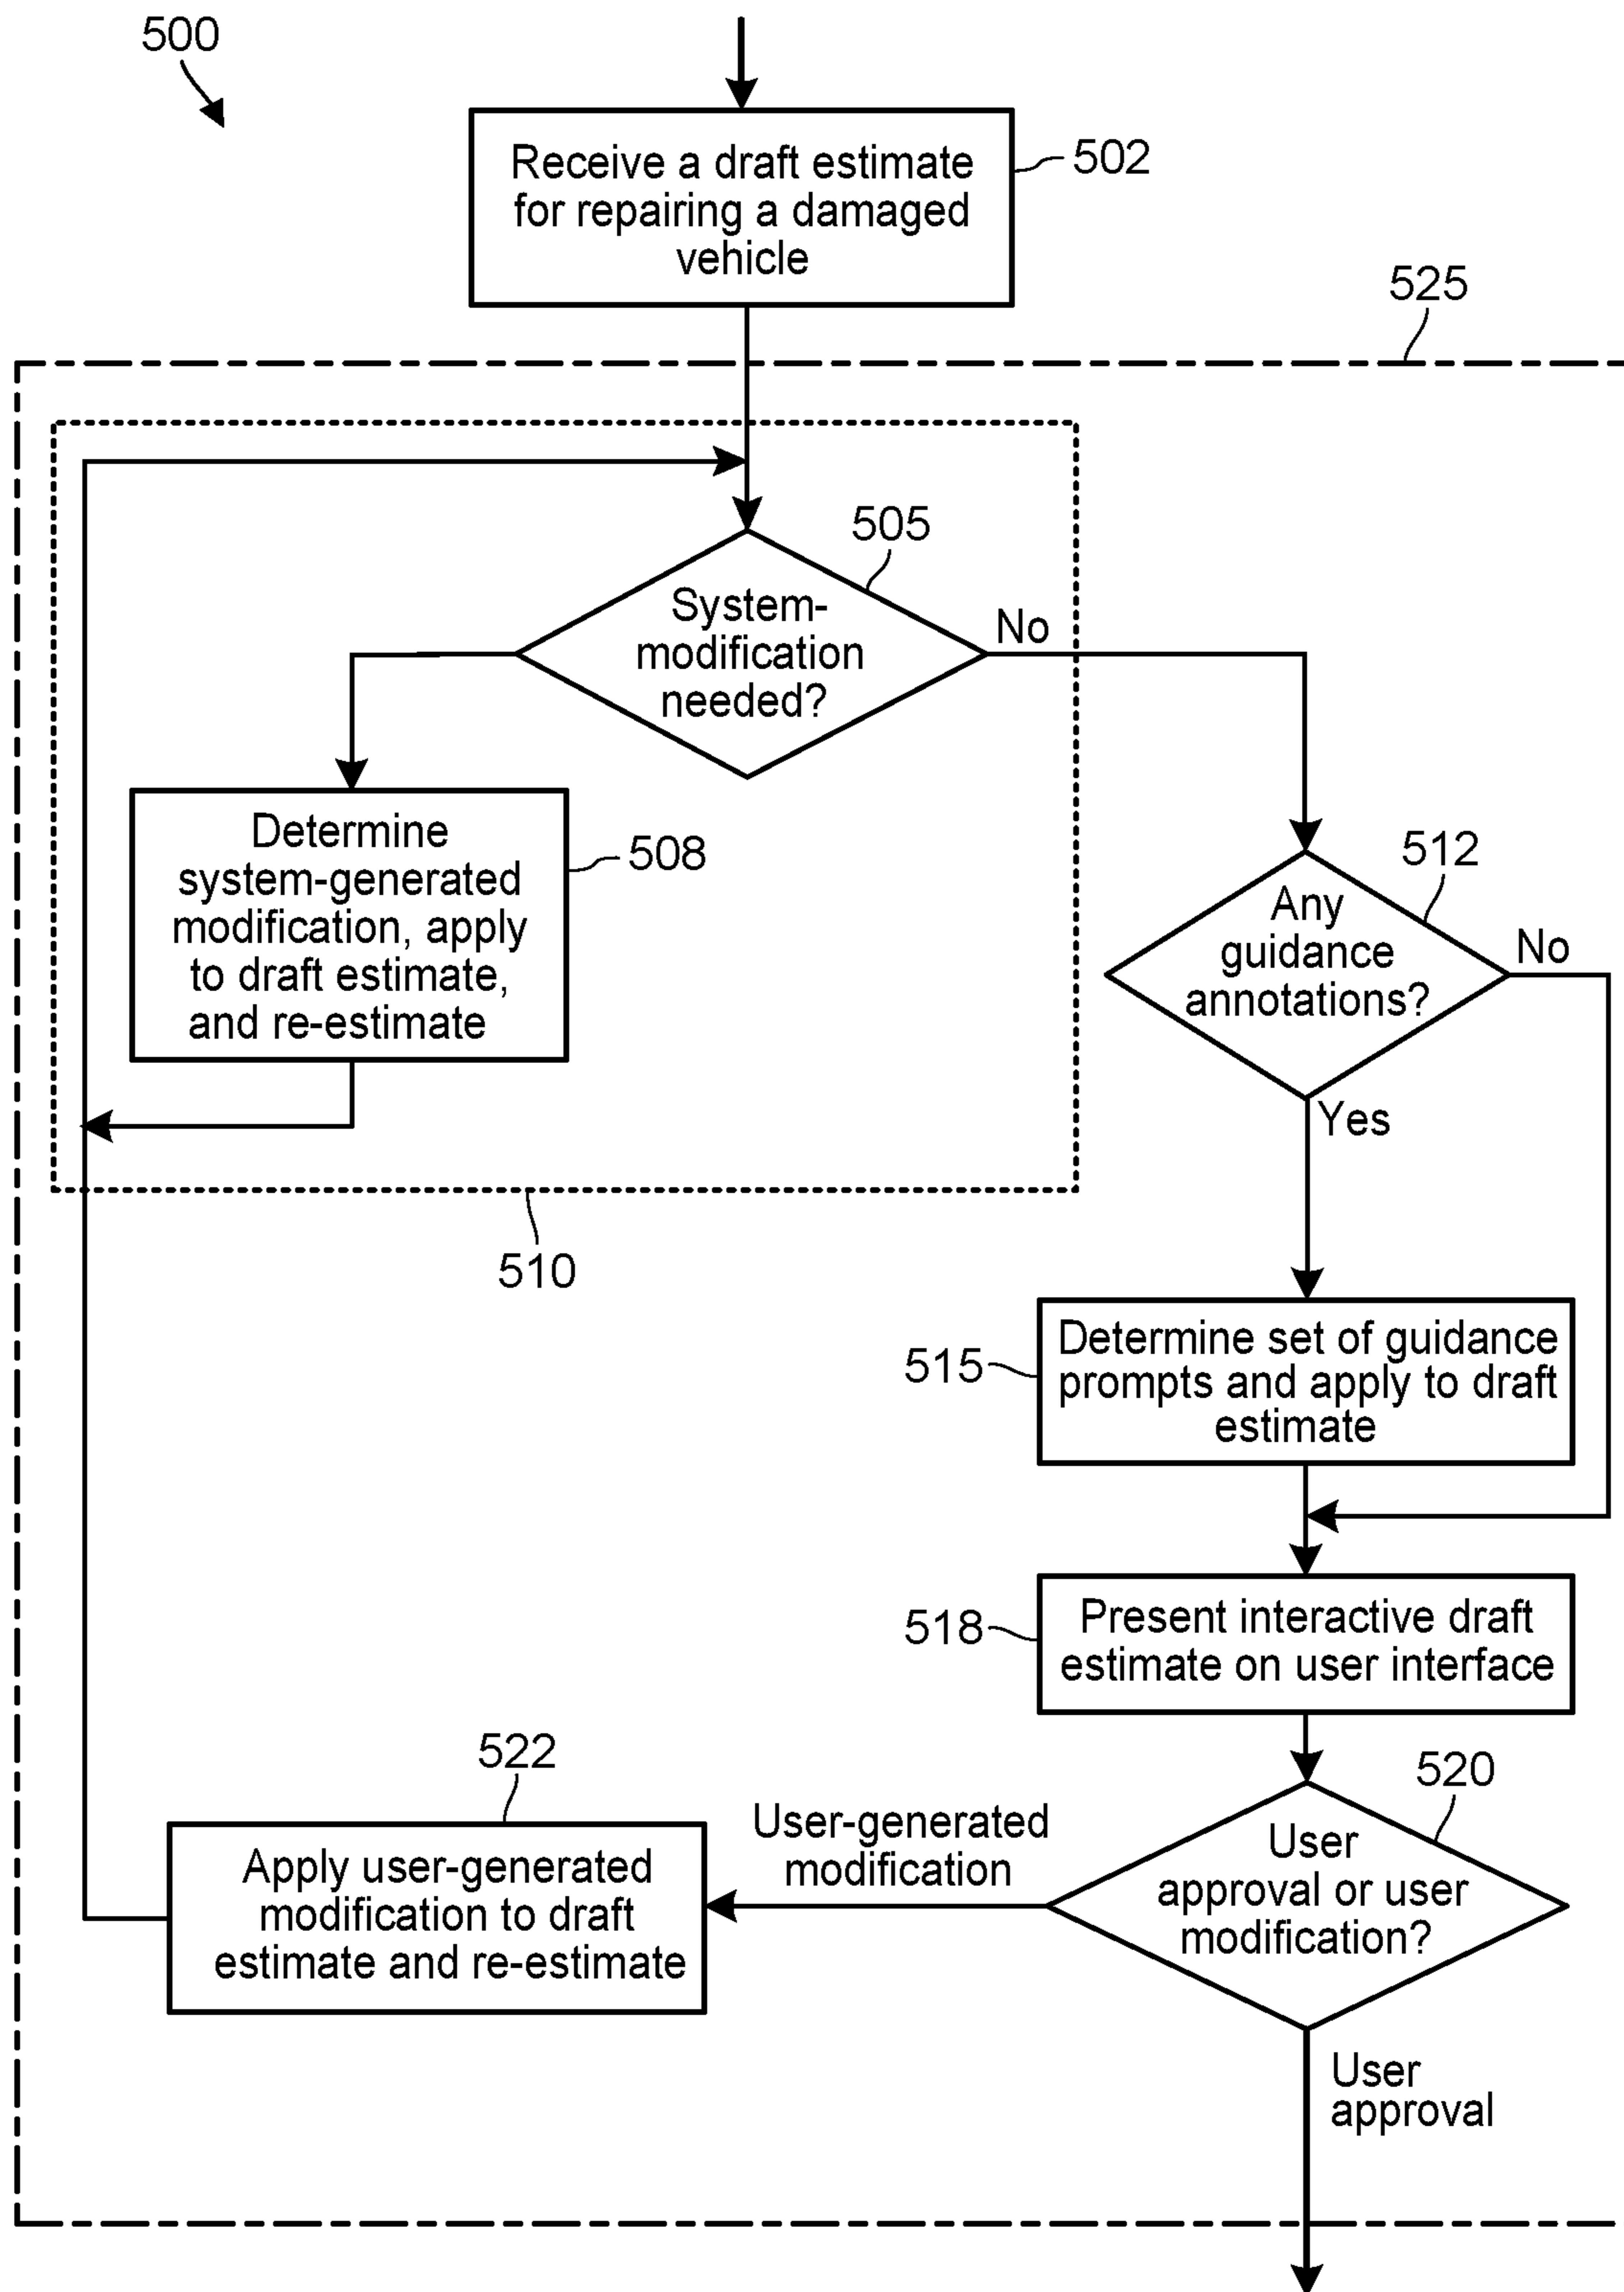 500
Receive a draft estimate
for repairing a damaged
vehicle
502
525
505
System-
modification
needed?
No
Determine
system-generated
modification, apply
to draft estimate,
and re-estimate
508
512
Any
guidance
annotations?
No
Yes
510
515
Determine set of guidance
prompts and apply to draft
estimate
518
Present interactive draft
estimate on user interface
520
User
approval or user
modification?
User-generated
modification
522
Apply user-generated
modification to draft
estimate and re-estimate
User
approval